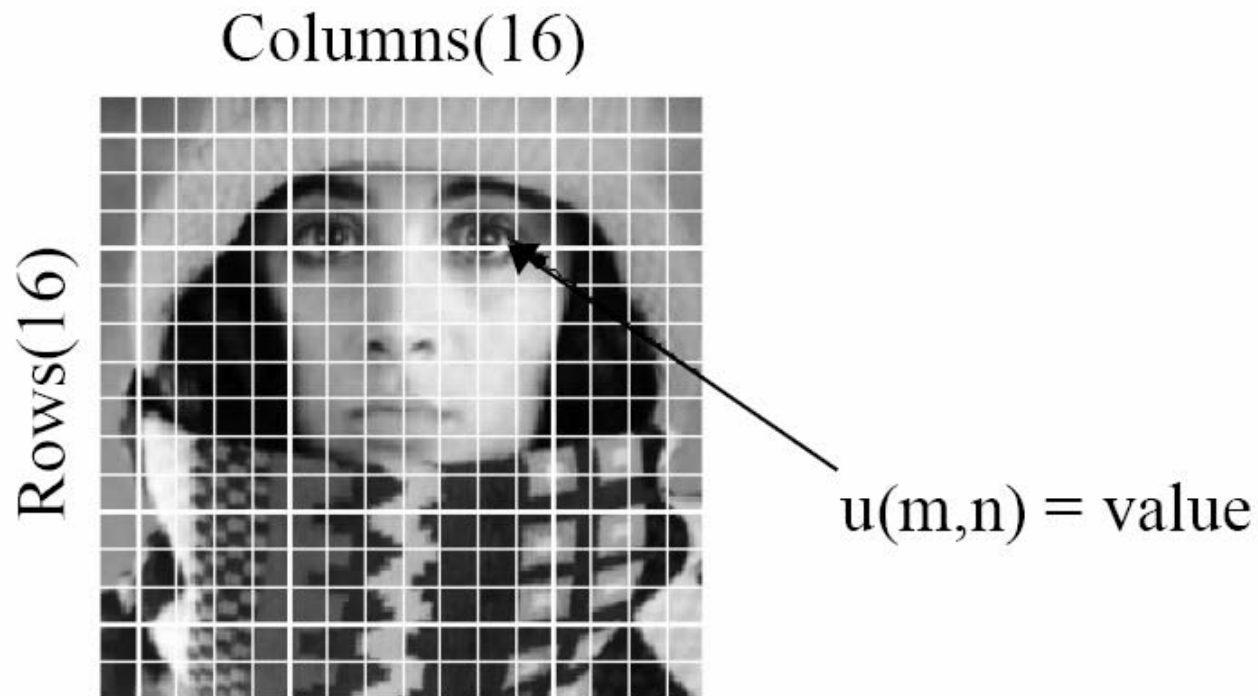 Columns(16)
Rows(16)
u(m,n) = value